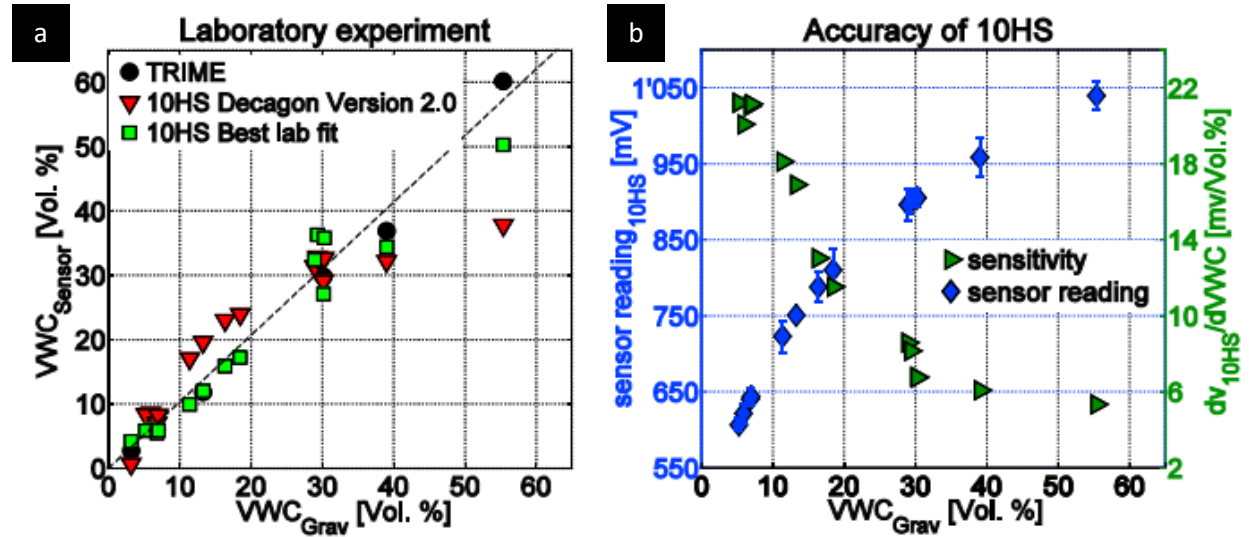 a
Laboratory experiment
TRIME
10HS Decagon Version 2.0
10HS Best lab fit
VWC_Sensor [Vol. %]
60
50
40
30
20
10
0
0 10 20 30 40 50 60
VWC_Grav [Vol. %]
b
Accuracy of 10HS
sensor reading_10HS [mV]
1'050
950
850
750
650
550
sensitivity
sensor reading
22
18
14
10
6
2
dv_10HS/dVWC [mv/Vol.%]
0 10 20 30 40 50 60
VWC_Grav [Vol. %]